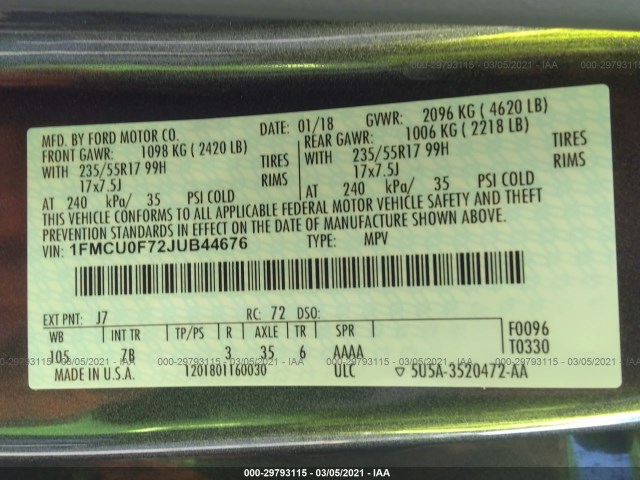 000-29793115 - 03/05/2021 - IAA 000-29793115 - 03/05/2021 - IAA
MFD. BY FORD MOTOR CO. DATE: 01/18 GVWR: 2096 KG ( 4620 LB)
FRONT GAWR: 1098 KG ( 2420 LB) REAR GAWR: 1006 KG ( 2218 LB)
WITH 235/55R17 99H TIRES WITH 235/55R17 99H TIRES
17x7.5J RIMS 17x7.5J RIMS
AT 240 kPa/ 35 PSI COLD AT 240 kPa/ 35 PSI COLD
THIS VEHICLE CONFORMS TO ALL APPLICABLE FEDERAL MOTOR VEHICLE SAFETY AND THEFT
PREVENTION STANDARDS IN EFFECT ON THE DATE OF MANUFACTURE SHOWN ABOVE.
VIN: 1FMCU0F72JUB44676 TYPE: MPV
EXT PNT: J7 RC: 72 DSO:
WB INT TR TP/PS R AXLE TR SPR F0096
105 7B 3 35 6 AAAA T0330
000-29793115 - 03/05/2021 - IAA 000-29793115 - 03/05/2021 - IAA
MADE IN U.S.A. 1201801160030 ULC ▽ 5U5A-3520472-AA
000-29793115 - 03/05/2021 - IAA